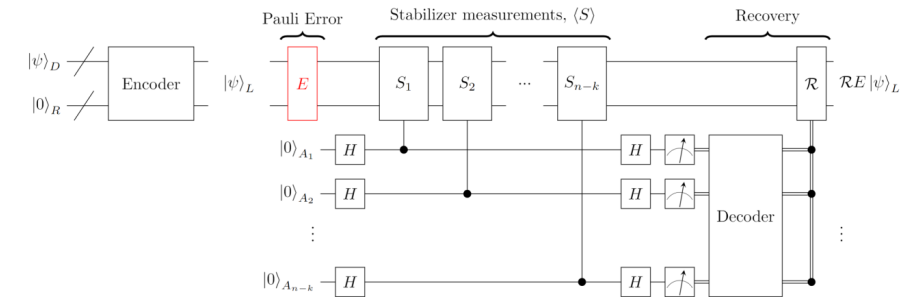 Pauli Error
Stabilizer measurements, ⟨S⟩
Recovery
|ψ⟩_D
|0⟩_R
Encoder
|ψ⟩_L
E
S_1
S_2
...
S_{n−k}
ℛ
ℛE |ψ⟩_L
|0⟩_{A_1}
H
H
|0⟩_{A_2}
H
H
Decoder
⋮
⋮
|0⟩_{A_{n−k}}
H
H